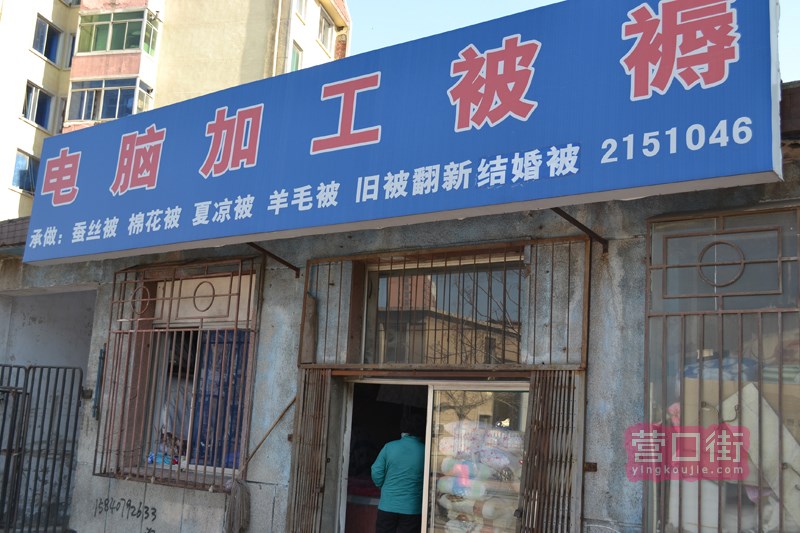 电脑加工被褥
承做：蚕丝被 棉花被 夏凉被 羊毛被 旧被翻新 结婚被 2151046
15840792633
营口街
yingkoujie.com